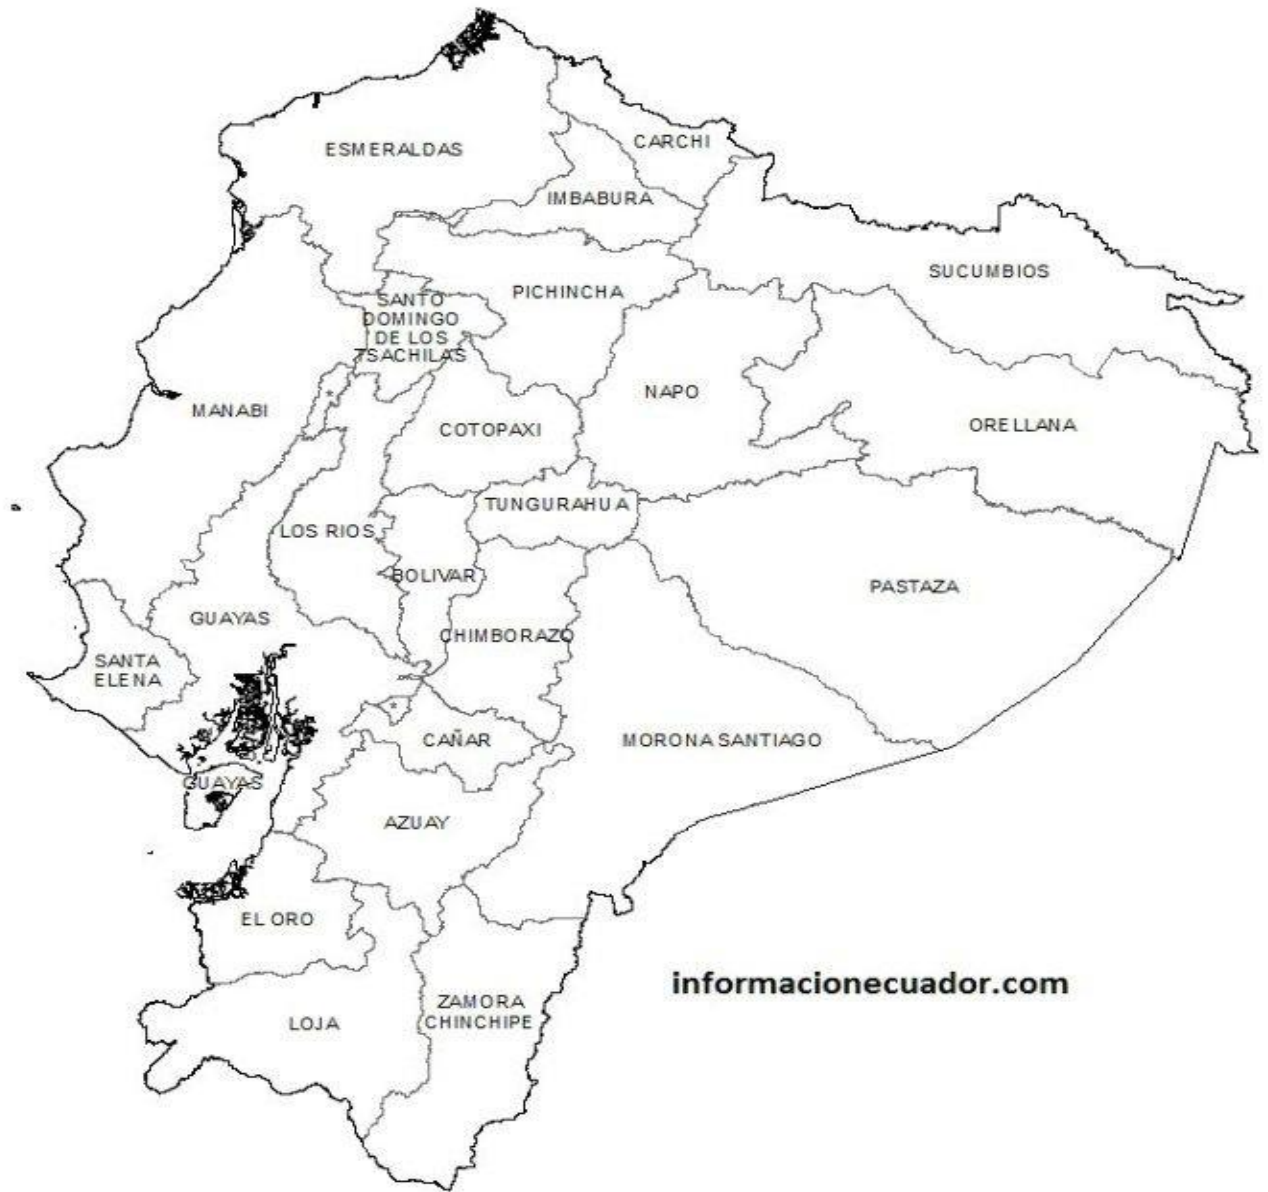 CARCHI
ESMERALDAS
IMBABURA
SUCUMBIOS
PICHINCHA
SANTO
DOMINGO
DE LOS
TSACHILAS
NAPO
MANABI
ORELLANA
COTOPAXI
TUNGURAHUA
LOS RIOS
BOLIVAR
PASTAZA
GUAYAS
CHIMBORAZO
SANTA
ELENA
*
*
CAÑAR
MORONA SANTIAGO
GUAYAS
AZUAY
EL ORO
informacionecuador.com
ZAMORA
CHINCHIPE
LOJA